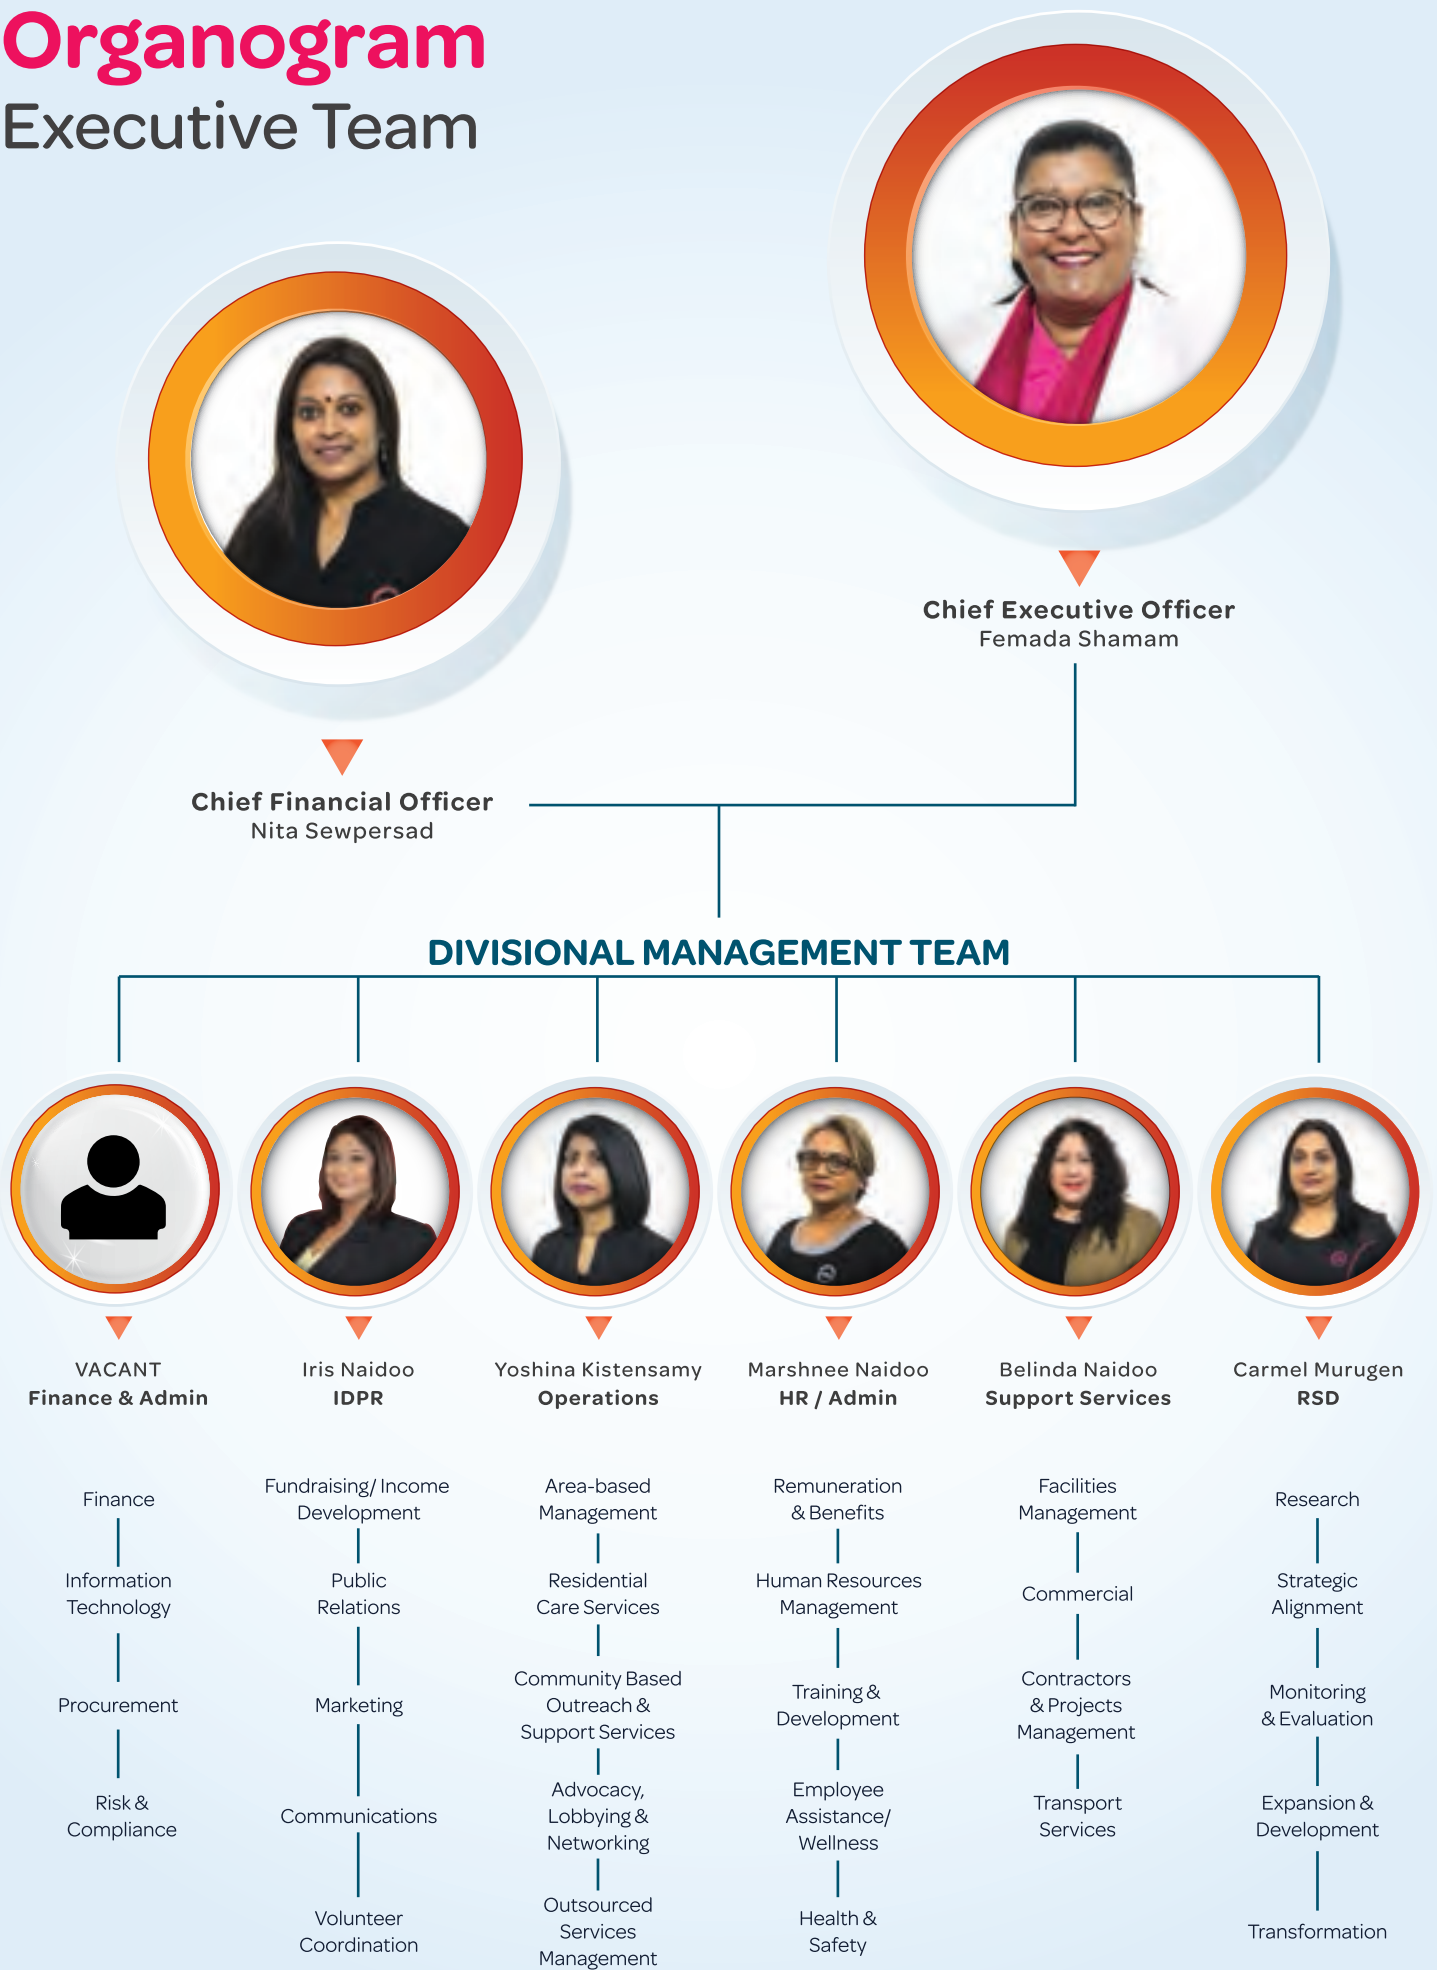 Organogram
Executive Team
Chief Executive Officer
Femada Shamam
Chief Financial Officer
Nita Sewpersad
DIVISIONAL MANAGEMENT TEAM
VACANT
Finance & Admin
Finance
Information
Technology
Procurement
Risk &
Compliance
Iris Naidoo
IDPR
Fundraising/ Income
Development
Public
Relations
Marketing
Communications
Volunteer
Coordination
Yoshina Kistensamy
Operations
Area-based
Management
Residential
Care Services
Community Based
Outreach &
Support Services
Advocacy,
Lobbying &
Networking
Outsourced
Services
Management
Marshnee Naidoo
HR / Admin
Remuneration
& Benefits
Human Resources
Management
Training &
Development
Employee
Assistance/
Wellness
Health &
Safety
Belinda Naidoo
Support Services
Facilities
Management
Commercial
Contractors
& Projects
Management
Transport
Services
Carmel Murugen
RSD
Research
Strategic
Alignment
Monitoring
& Evaluation
Expansion &
Development
Transformation